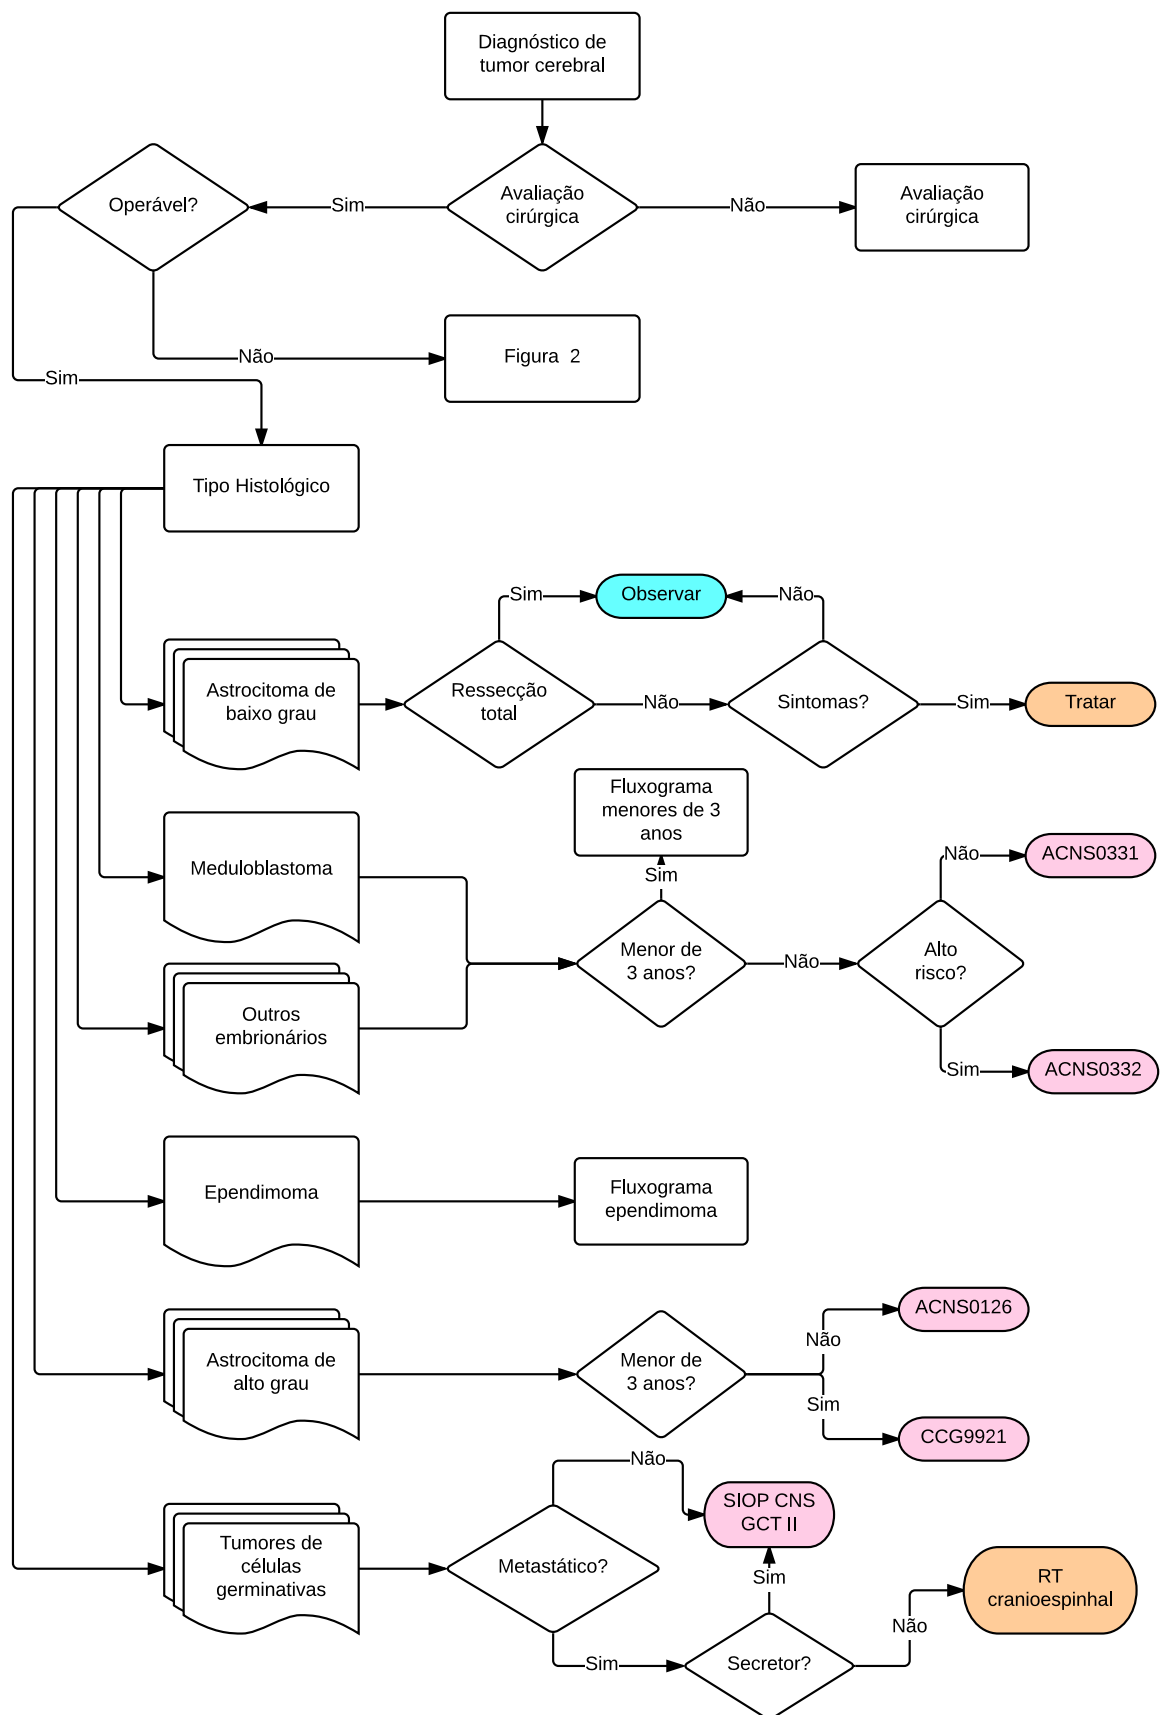 Diagnóstico de
tumor cerebral
Operável?
Sim
Avaliação
cirúrgica
Não
Avaliação
cirúrgica
Não
Figura 2
Sim
Tipo Histológico
Sim
Observar
Não
Astrocitoma de
baixo grau
Ressecção
total
Não
Sintomas?
Sim
Tratar
Fluxograma
menores de 3
anos
Meduloblastoma
Sim
Não
ACNS0331
Menor de
3 anos?
Não
Alto
risco?
Outros
embrionários
Sim
ACNS0332
Ependimoma
Fluxograma
ependimoma
ACNS0126
Não
Astrocitoma de
alto grau
Menor de
3 anos?
Sim
CCG9921
Não
SIOP CNS
GCT II
Tumores de
células
germinativas
Metastático?
Sim
RT
cranioespinhal
Não
Sim
Secretor?